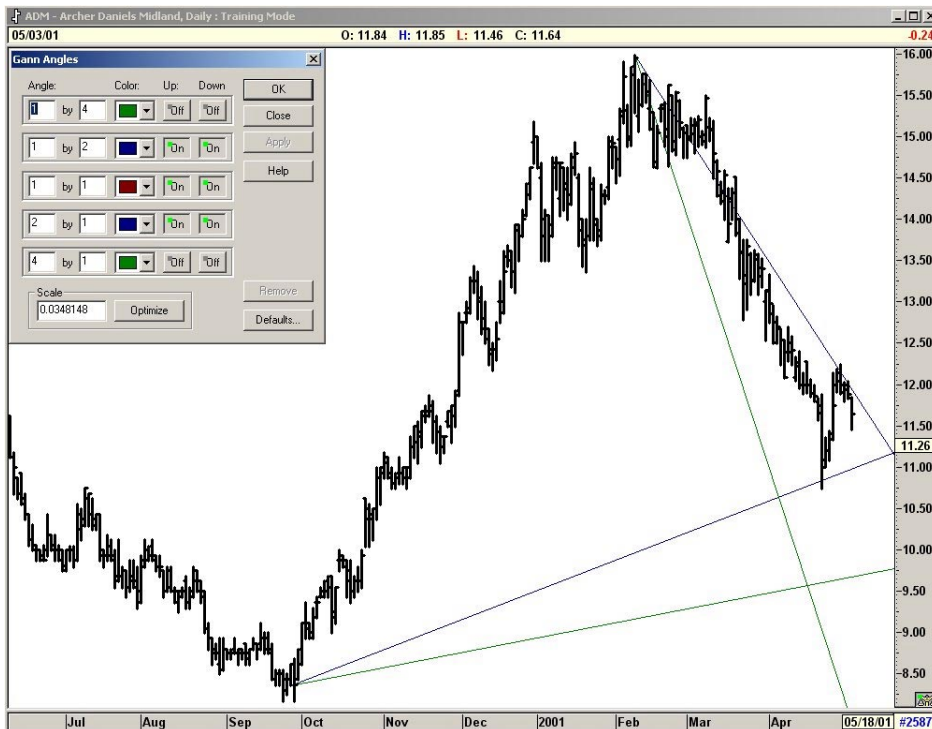 ADM - Archer Daniels Midland, Daily : Training Mode
05/03/01 O: 11.84 H: 11.85 L: 11.46 C: 11.64 -0.24
Gann Angles
Angle: Color: Up: Down
1 by 4 Off Off
1 by 2 On On
1 by 1 On On
2 by 1 On On
4 by 1 Off Off
Scale
0.0348148 Optimize
OK
Close
Apply
Help
Remove
Defaults...
16.00
15.50
15.00
14.50
14.00
13.50
13.00
12.50
12.00
11.50
11.26
11.00
10.50
10.00
9.50
9.00
8.50
Jul Aug Sep Oct Nov Dec 2001 Feb Mar Apr 05/18/01 #2587